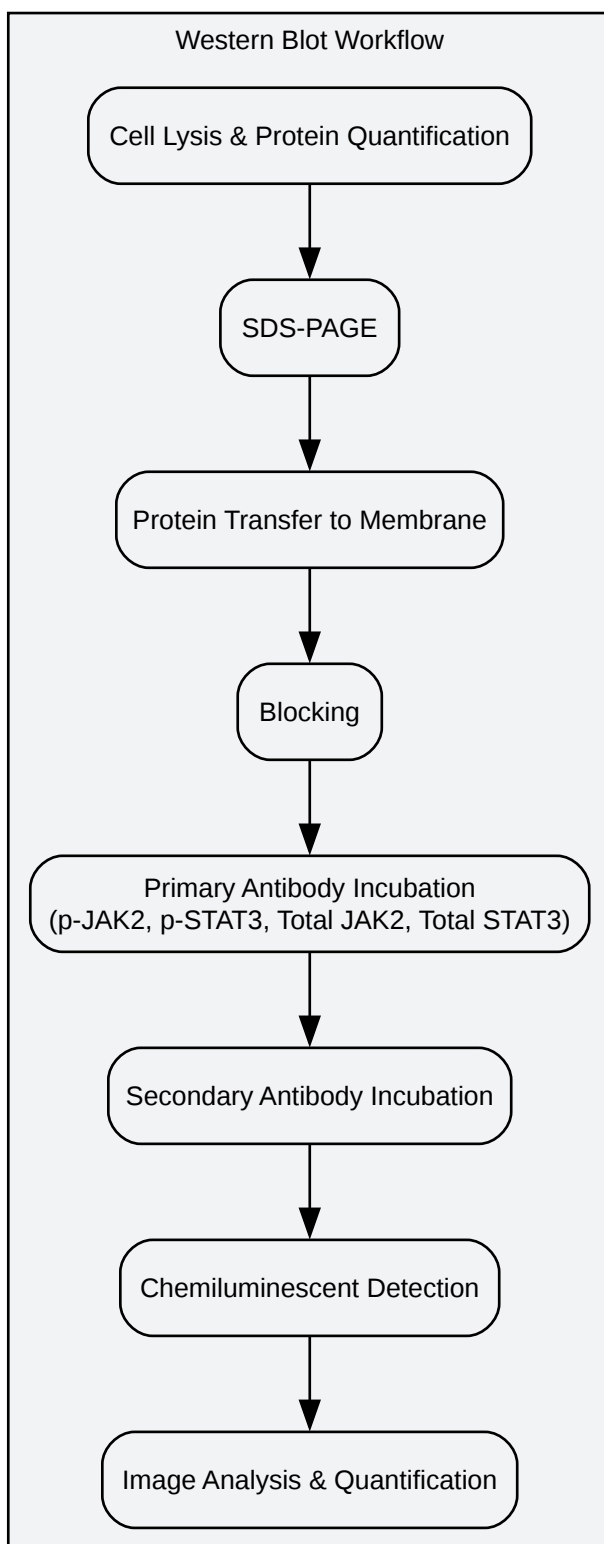 Western Blot Workflow
Cell Lysis & Protein Quantification
SDS-PAGE
Protein Transfer to Membrane
Blocking
Primary Antibody Incubation
(p-JAK2, p-STAT3, Total JAK2, Total STAT3)
Secondary Antibody Incubation
Chemiluminescent Detection
Image Analysis & Quantification